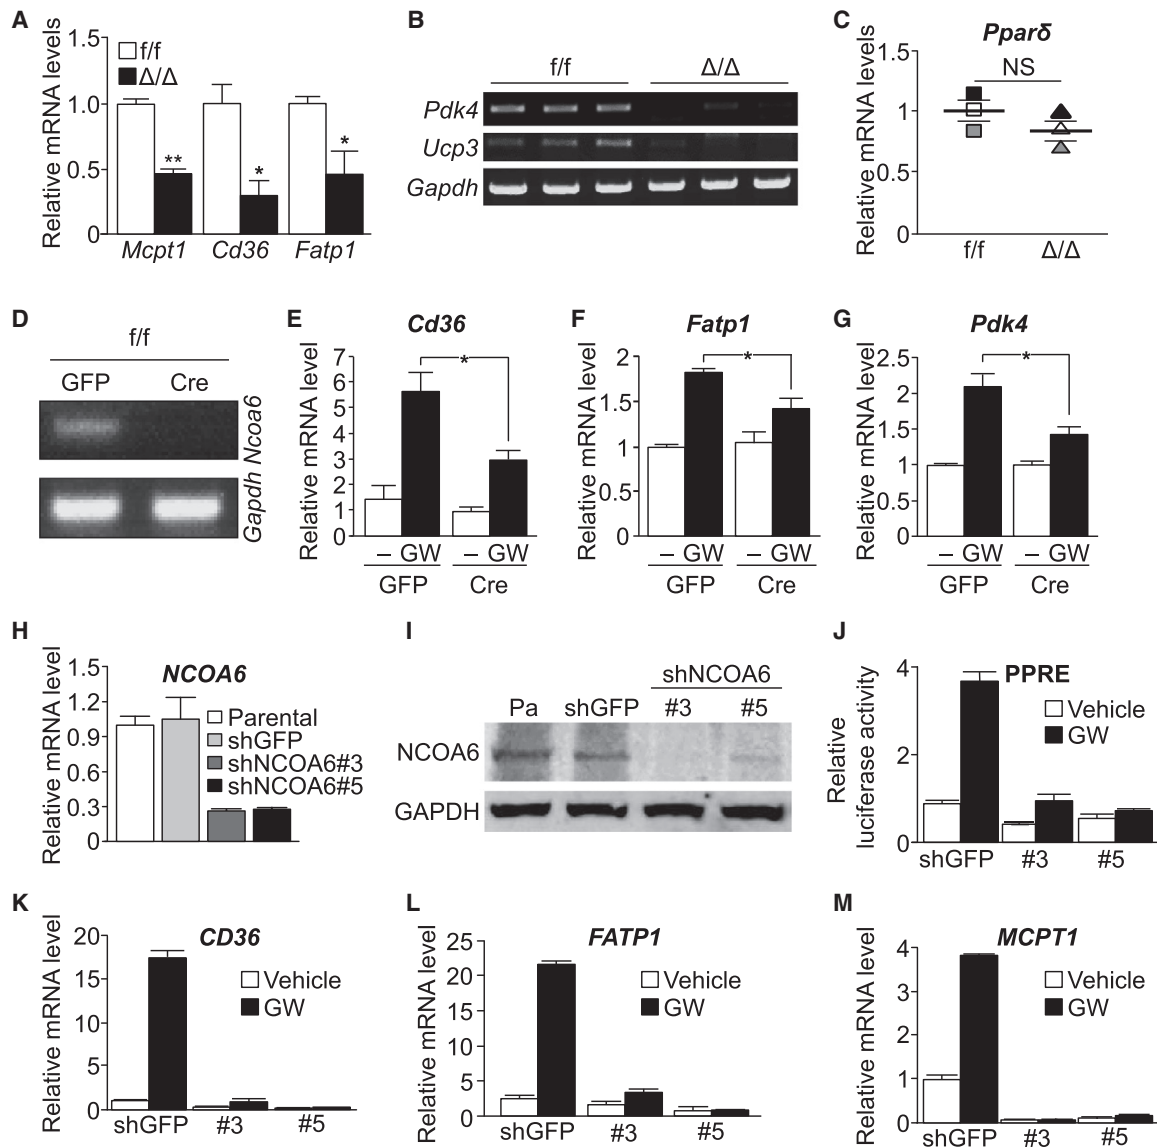 A
Relative mRNA levels
1.5
1.0
0.5
0
f/f
Δ/Δ
**
*
*
Mcpt1 Cd36 Fatp1
B
f/f Δ/Δ
Pdk4
Ucp3
Gapdh
C
Pparδ
Relative mRNA levels
1.5
1
0.5
0
NS
f/f Δ/Δ
D
f/f
GFP Cre
Gapdh Ncoa6
E
Cd36
Relative mRNA level
7
6
5
4
3
2
1
0
*
– GW – GW
GFP Cre
F
Fatp1
Relative mRNA level
2
1.5
1
0.5
0
*
– GW – GW
GFP Cre
G
Pdk4
Relative mRNA level
2.5
2
1.5
1
0.5
0
*
– GW – GW
GFP Cre
H
NCOA6
Relative mRNA level
1.5
1.2
0.9
0.6
0.3
0
Parental
shGFP
shNCOA6#3
shNCOA6#5
I
shNCOA6
Pa shGFP #3 #5
NCOA6
GAPDH
J
PPRE
Relative
luciferase activity
4
2
0
Vehicle
GW
shGFP #3 #5
K
CD36
Relative mRNA level
20
15
10
5
0
Vehicle
GW
shGFP #3 #5
L
FATP1
Relative mRNA level
25
20
15
10
5
0
Vehicle
GW
shGFP #3 #5
M
MCPT1
Relative mRNA level
4
3
2
1
0
Vehicle
GW
shGFP #3 #5